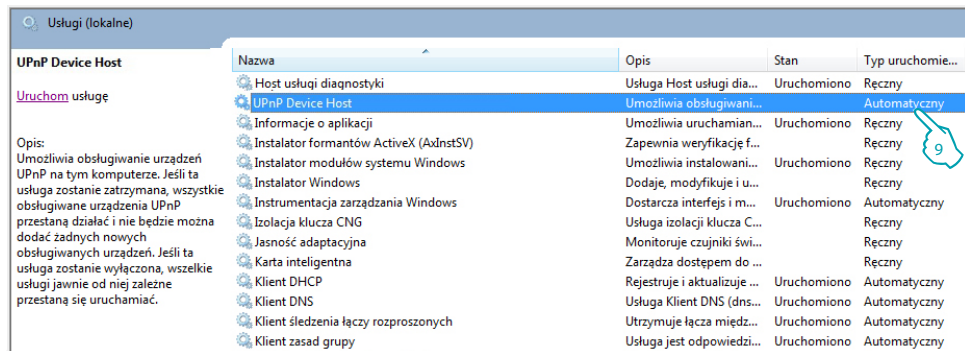 Usługi (lokalne)
UPnP Device Host
Uruchom usługę
Opis:
Umożliwia obsługiwanie urządzeń
UPnP na tym komputerze. Jeśli ta
usługa zostanie zatrzymana, wszystkie
obsługiwane urządzenia UPnP
przestaną działać i nie będzie można
dodać żadnych nowych
obsługiwanych urządzeń. Jeśli ta
usługa zostanie wyłączona, wszelkie
usługi jawnie od niej zależne
przestaną się uruchamiać.
Nazwa Opis Stan Typ uruchomie...
Host usługi diagnostyki Usługa Host usługi dia... Uruchomiono Ręczny
UPnP Device Host Umożliwia obsługiwani... Automatyczny
Informacje o aplikacji Umożliwia uruchamian... Uruchomiono Ręczny
Instalator formantów ActiveX (AxInstSV) Zapewnia weryfikację f... Ręczny
Instalator modułów systemu Windows Umożliwia instalowani... Uruchomiono Ręczny
Instalator Windows Dodaje, modyfikuje i u... Ręczny
Instrumentacja zarządzania Windows Dostarcza interfejs i m... Uruchomiono Automatyczny
Izolacja klucza CNG Usługa izolacji klucza C... Ręczny
Jasność adaptacyjna Monitoruje czujniki świ... Ręczny
Karta inteligentna Zarządza dostępem do ... Ręczny
Klient DHCP Rejestruje i aktualizuje ... Uruchomiono Automatyczny
Klient DNS Usługa Klient DNS (dns... Uruchomiono Automatyczny
Klient śledzenia łączy rozproszonych Utrzymuje łącza międz... Uruchomiono Automatyczny
Klient zasad grupy Usługa jest odpowiedzi... Uruchomiono Automatyczny
9